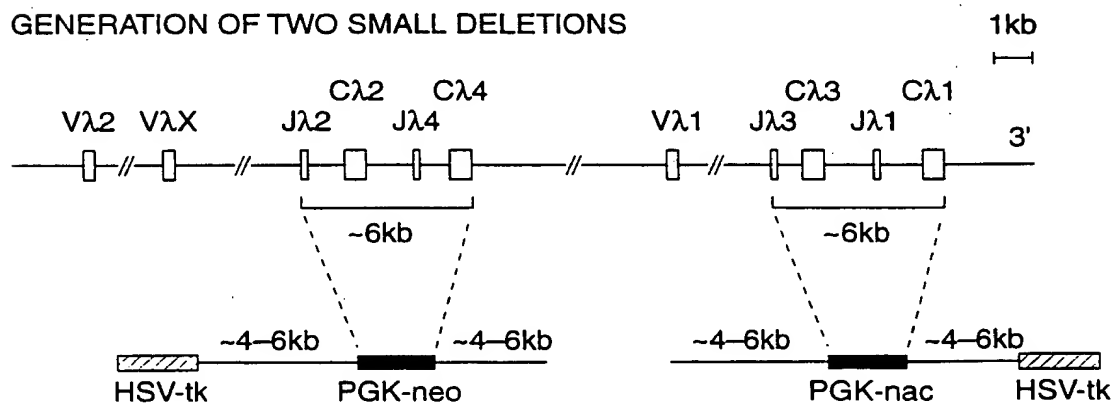 GENERATION OF TWO SMALL DELETIONS
1kb
Cλ2 Cλ4 Cλ3 Cλ1
Vλ2 VλX Jλ2 Jλ4 Vλ1 Jλ3 Jλ1
3'
~6kb ~6kb
~4–6kb ~4–6kb ~4–6kb ~4–6kb
HSV-tk PGK-neo PGK-nac HSV-tk